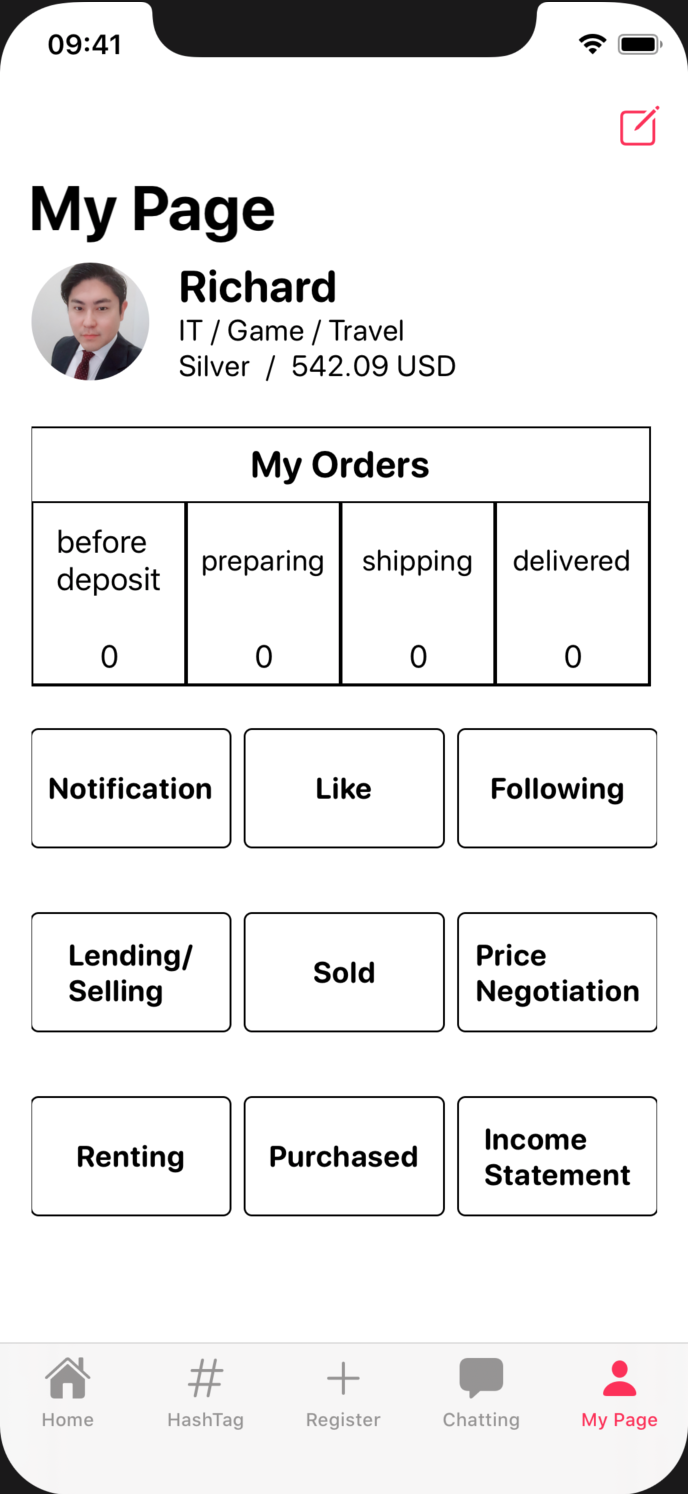 09:41
My Page
Richard
IT / Game / Travel
Silver / 542.09 USD
My Orders
before
deposit
preparing
shipping
delivered
0
0
0
0
Notification
Like
Following
Lending/
Selling
Sold
Price
Negotiation
Renting
Purchased
Income
Statement
Home
HashTag
Register
Chatting
My Page